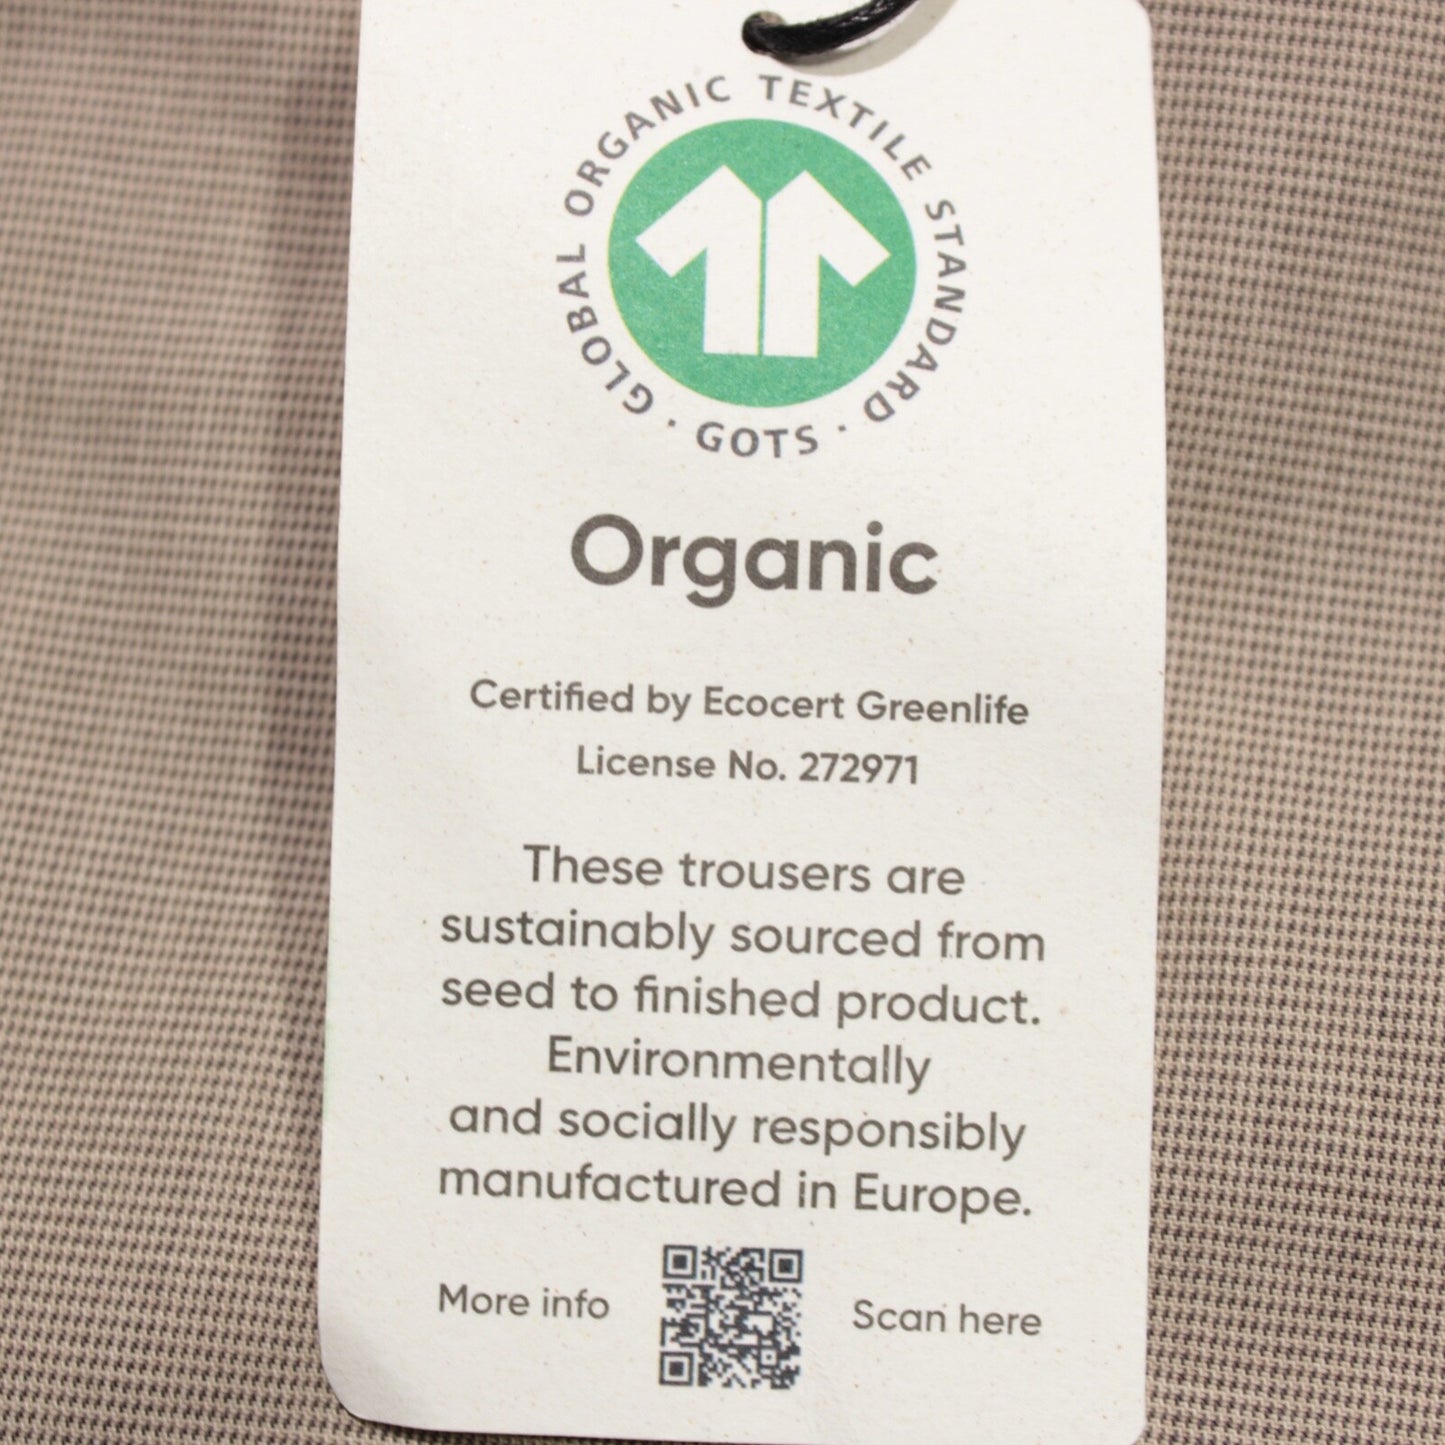 GLOBAL ORGANIC TEXTILE STANDARD · GOTS ·
Organic
Certified by Ecocert Greenlife
License No. 272971
These trousers are
sustainably sourced from
seed to finished product.
Environmentally
and socially responsibly
manufactured in Europe.
More info Scan here